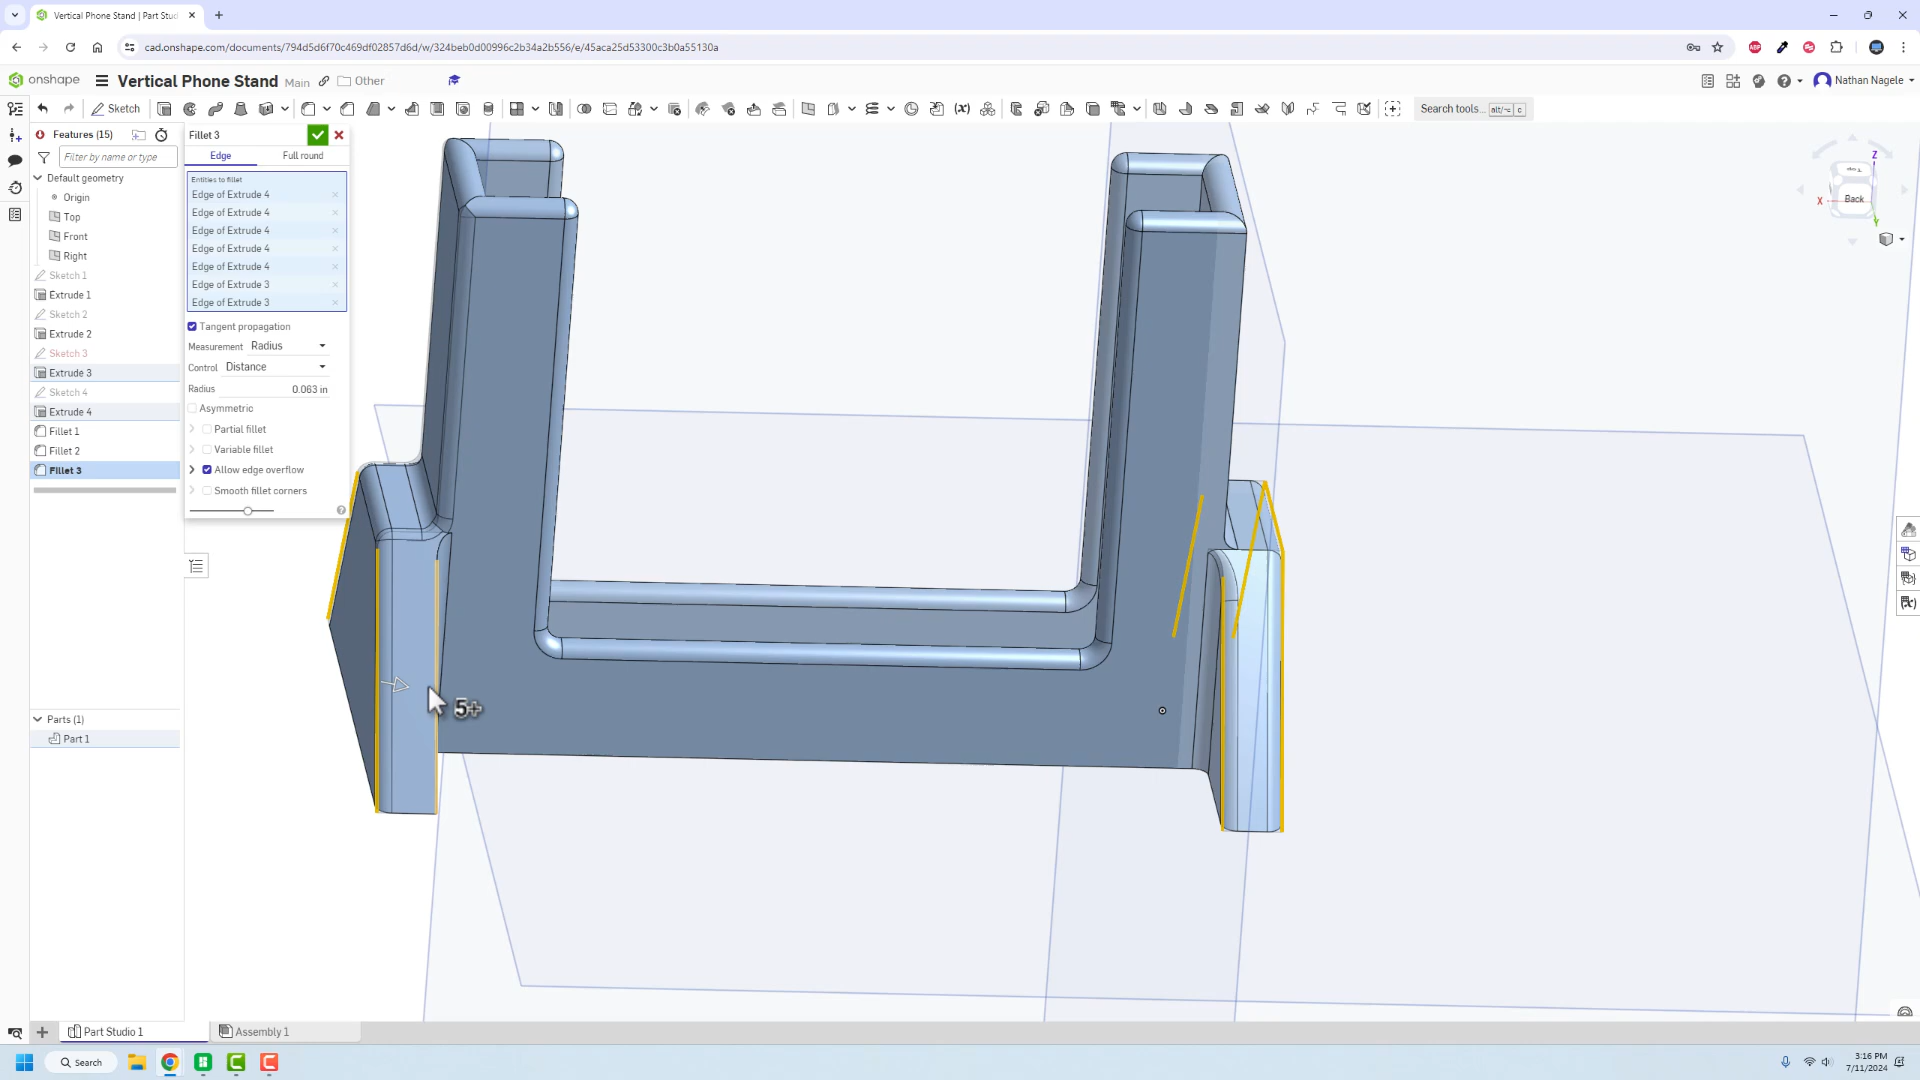 Vertical Phone Stand | Part Studi
cad.onshape.com/documents/794d5d6f70c469df02857d6d/w/324beb0d00996c2b34a2b556/e/45aca25d53300c3b0a55130a
ABP
onshape
Vertical Phone Stand Main Other
Nathan Nagele
Sketch
Search tools... alt/⌥ c
Features (15)
Filter by name or type
Default geometry
Origin
Top
Front
Right
Sketch 1
Extrude 1
Sketch 2
Extrude 2
Sketch 3
Extrude 3
Sketch 4
Extrude 4
Fillet 1
Fillet 2
Fillet 3
Parts (1)
Part 1
Fillet 3
Edge Full round
Entities to fillet
Edge of Extrude 4
Edge of Extrude 4
Edge of Extrude 4
Edge of Extrude 4
Edge of Extrude 4
Edge of Extrude 3
Edge of Extrude 3
Tangent propagation
Measurement Radius
Control Distance
Radius 0.063 in
Asymmetric
Partial fillet
Variable fillet
Allow edge overflow
Smooth fillet corners
5+
Z
X
Y
Back
Part Studio 1
Assembly 1
Search
3:16 PM
7/11/2024